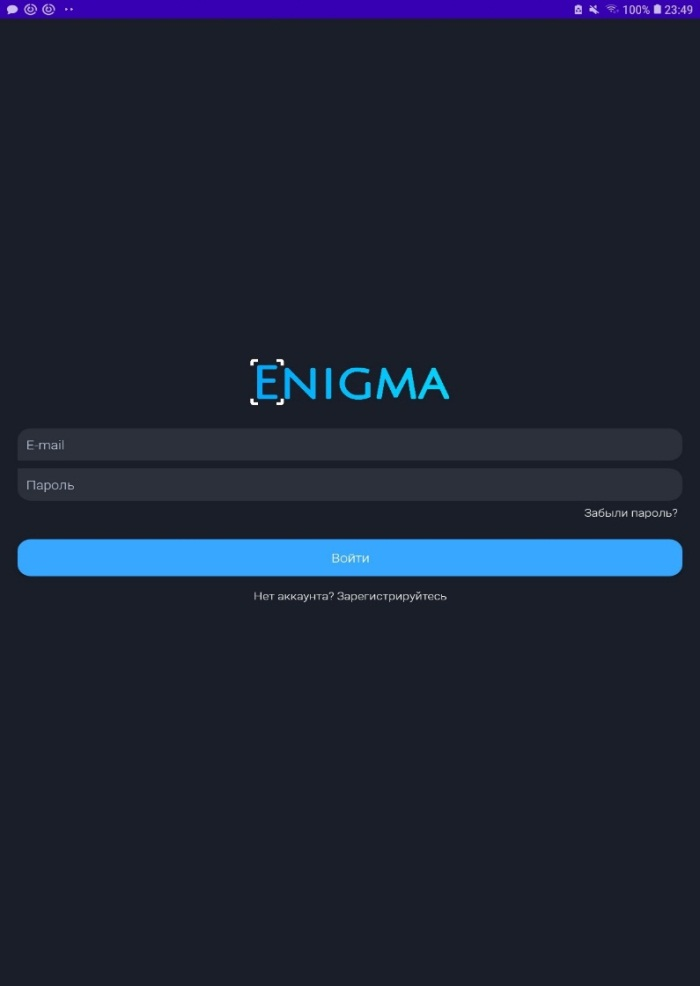 100% 23:49
ENIGMA
E-mail
Пароль
Забыли пароль?
Войти
Нет аккаунта? Зарегистрируйтесь